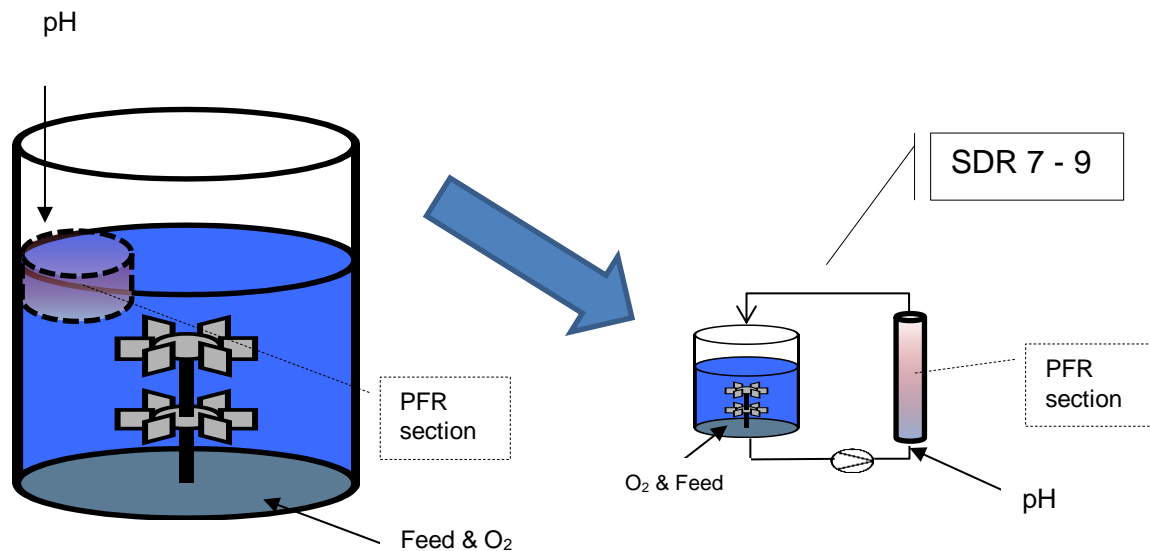 pH
SDR 7 - 9
PFR
section
PFR
section
O₂ & Feed
pH
Feed & O₂